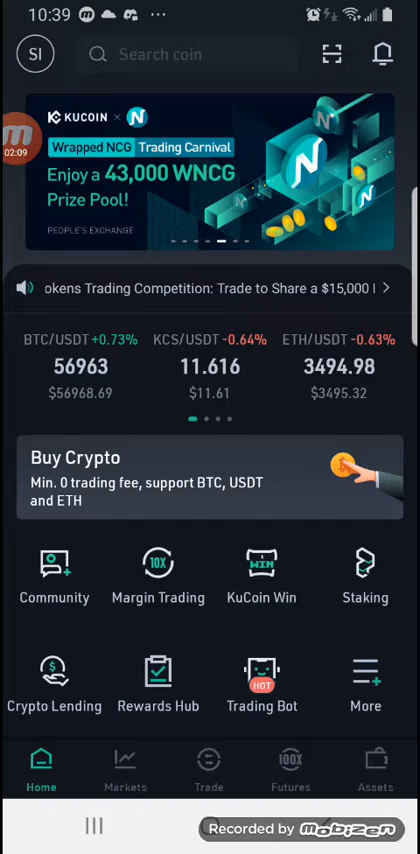 10:39
SI
Search coin
02:09
KUCOIN × N
Wrapped NCG Trading Carnival
Enjoy a 43,000 WNCG
Prize Pool!
PEOPLE'S EXCHANGE
okens Trading Competition: Trade to Share a $15,000
BTC/USDT +0.73% KCS/USDT -0.64% ETH/USDT -0.63%
56963 11.616 3494.98
$56968.69 $11.61 $3495.32
Buy Crypto
Min. 0 trading fee, support BTC, USDT
and ETH
10X WIN
Community Margin Trading KuCoin Win Staking
HOT
Crypto Lending Rewards Hub Trading Bot More
100X
Home Markets Trade Futures Assets
Recorded by mobizen